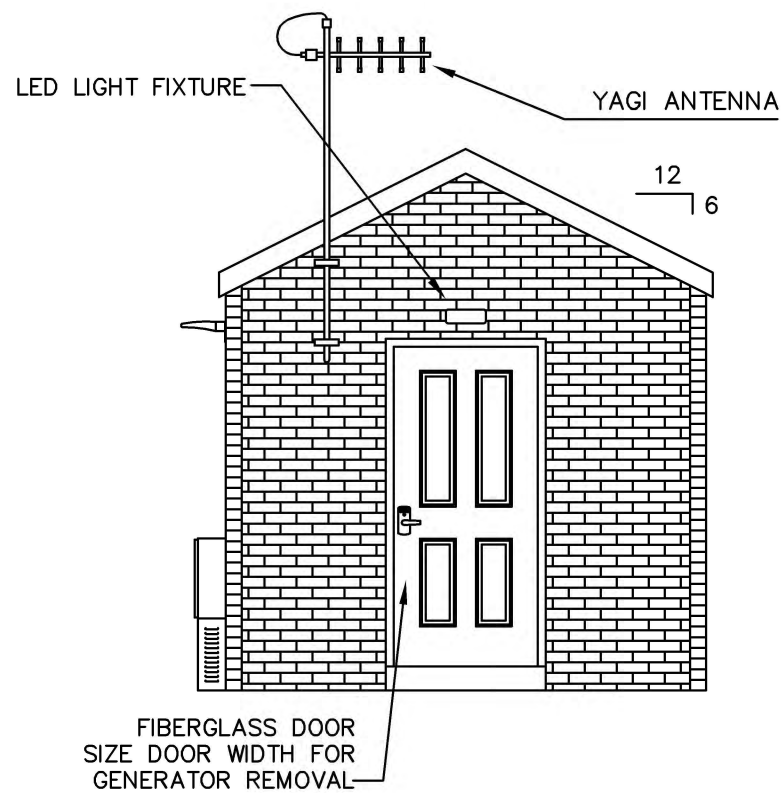 LED LIGHT FIXTURE
YAGI ANTENNA
12
6
FIBERGLASS DOOR
SIZE DOOR WIDTH FOR
GENERATOR REMOVAL